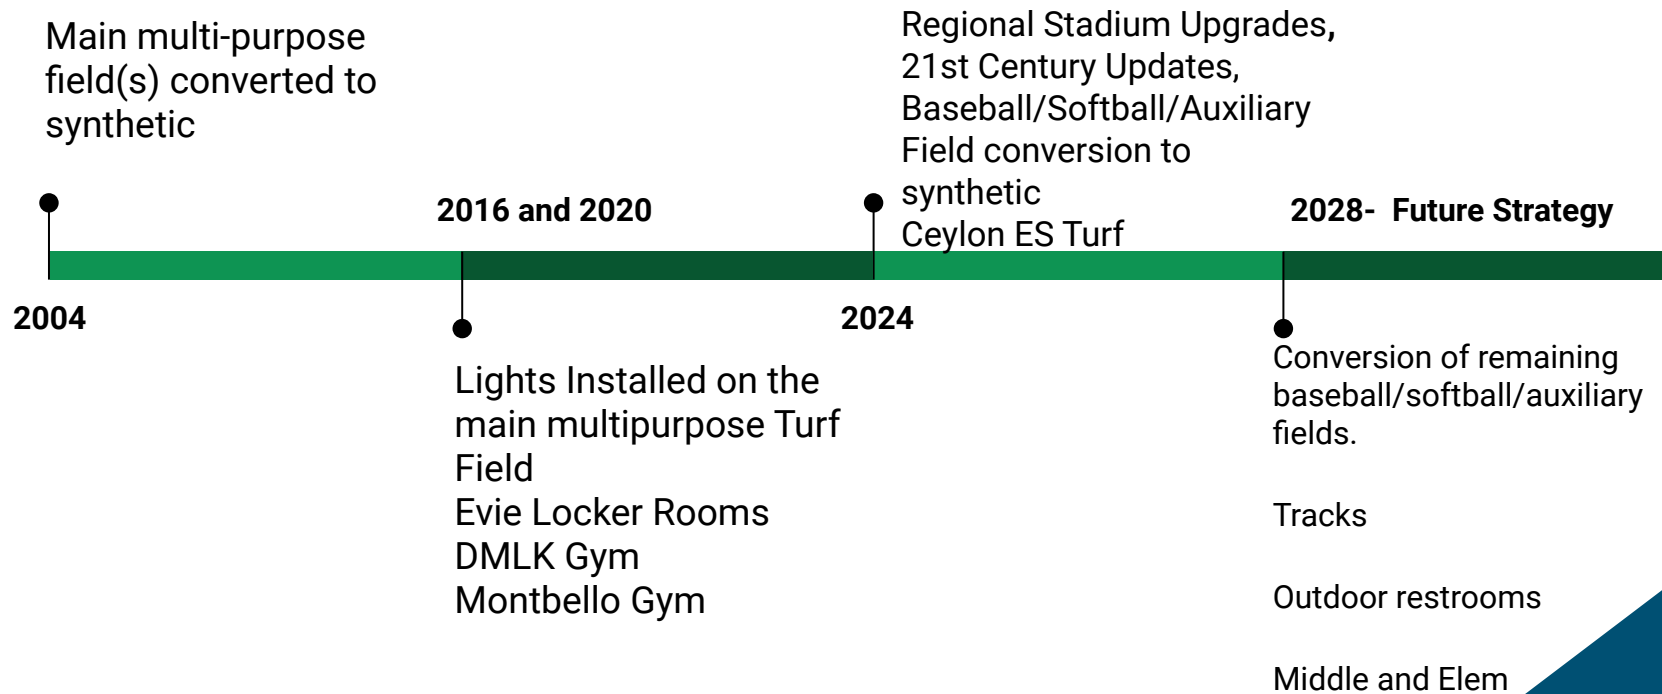 Main multi-purpose
field(s) converted to
synthetic
2004
2016 and 2020
Lights Installed on the
main multipurpose Turf
Field
Evie Locker Rooms
DMLK Gym
Montbello Gym
Regional Stadium Upgrades,
21st Century Updates,
Baseball/Softball/Auxiliary
Field conversion to
synthetic
Ceylon ES Turf
2024
2028-  Future Strategy
Conversion of remaining
baseball/softball/auxiliary
fields.
Tracks
Outdoor restrooms
Middle and Elem